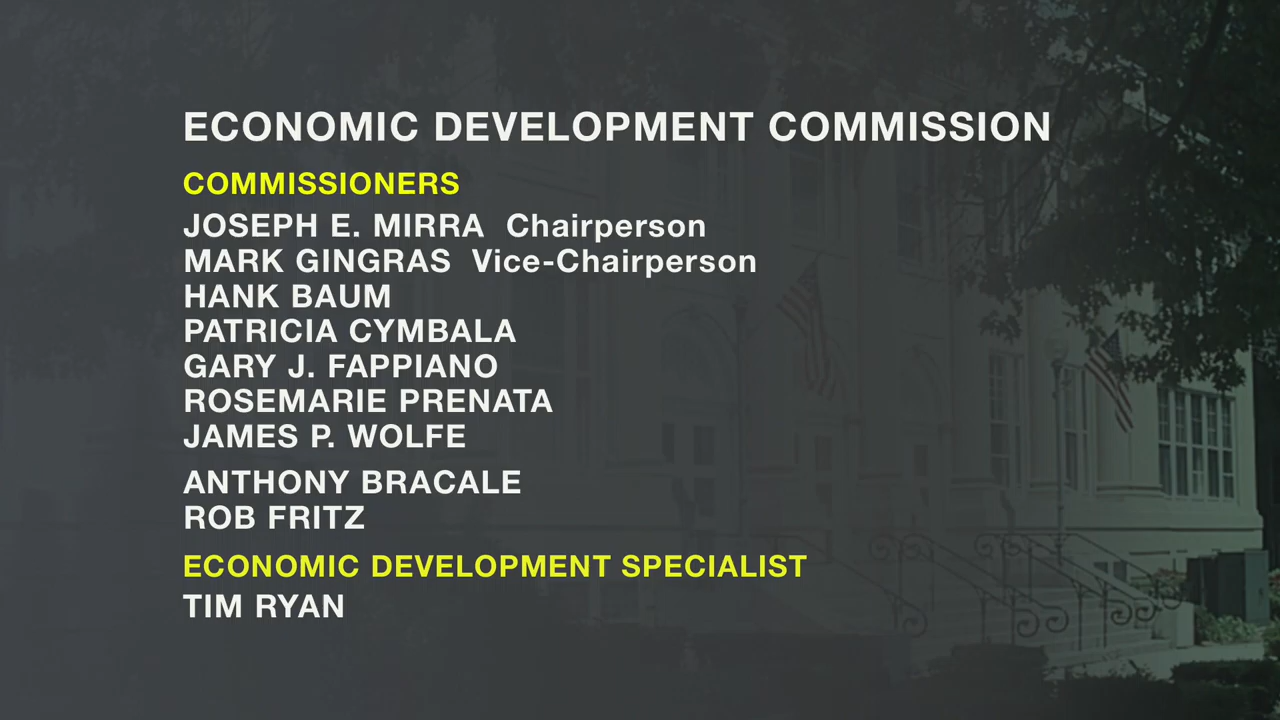 ECONOMIC DEVELOPMENT COMMISSION
COMMISSIONERS
JOSEPH E. MIRRA Chairperson
MARK GINGRAS Vice-Chairperson
HANK BAUM
PATRICIA CYMBALA
GARY J. FAPPIANO
ROSEMARIE PRENATA
JAMES P. WOLFE
ANTHONY BRACALE
ROB FRITZ
ECONOMIC DEVELOPMENT SPECIALIST
TIM RYAN